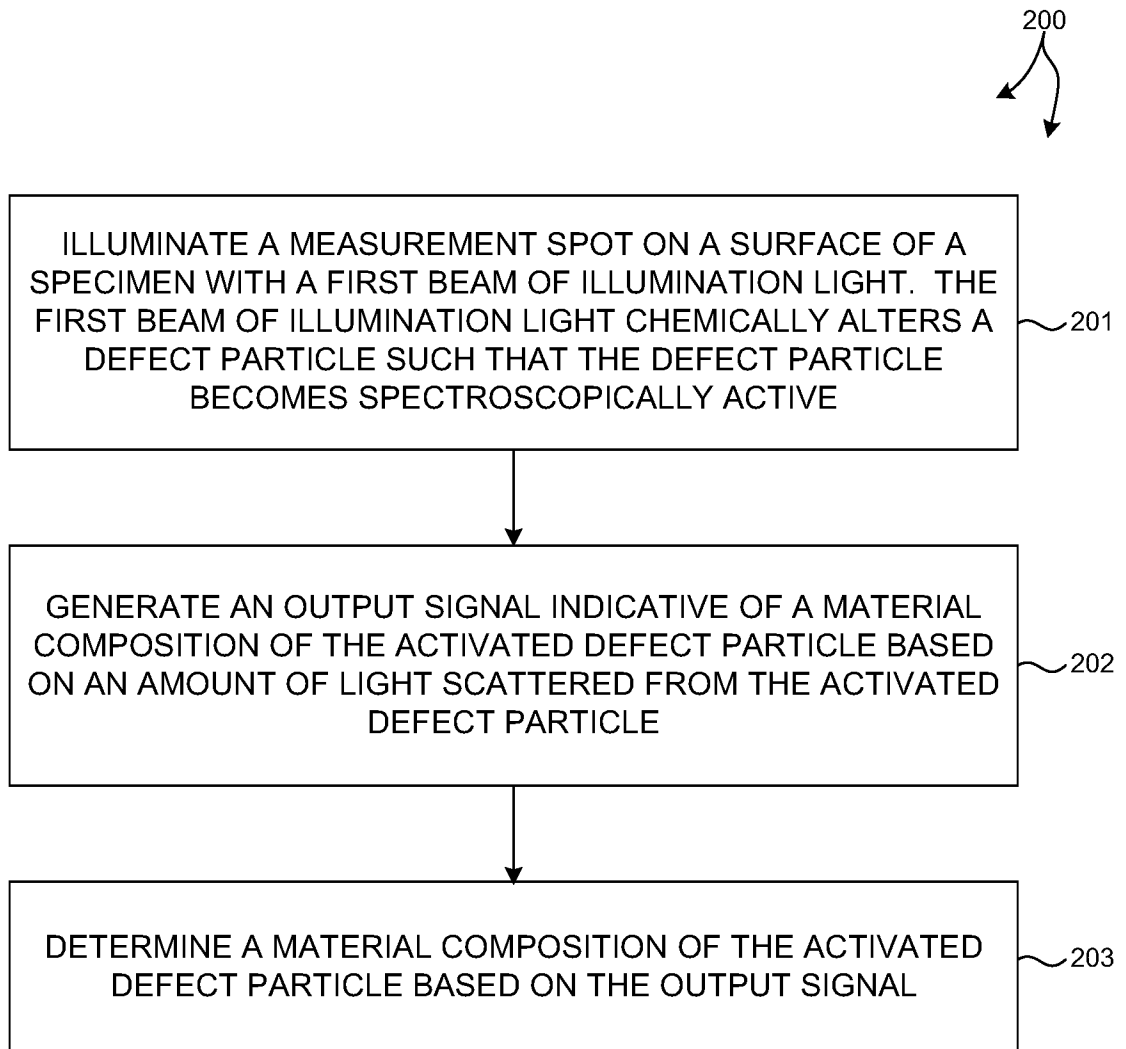 200
ILLUMINATE A MEASUREMENT SPOT ON A SURFACE OF A
SPECIMEN WITH A FIRST BEAM OF ILLUMINATION LIGHT.  THE
FIRST BEAM OF ILLUMINATION LIGHT CHEMICALLY ALTERS A
DEFECT PARTICLE SUCH THAT THE DEFECT PARTICLE
BECOMES SPECTROSCOPICALLY ACTIVE
201
GENERATE AN OUTPUT SIGNAL INDICATIVE OF A MATERIAL
COMPOSITION OF THE ACTIVATED DEFECT PARTICLE BASED
ON AN AMOUNT OF LIGHT SCATTERED FROM THE ACTIVATED
DEFECT PARTICLE
202
DETERMINE A MATERIAL COMPOSITION OF THE ACTIVATED
DEFECT PARTICLE BASED ON THE OUTPUT SIGNAL
203